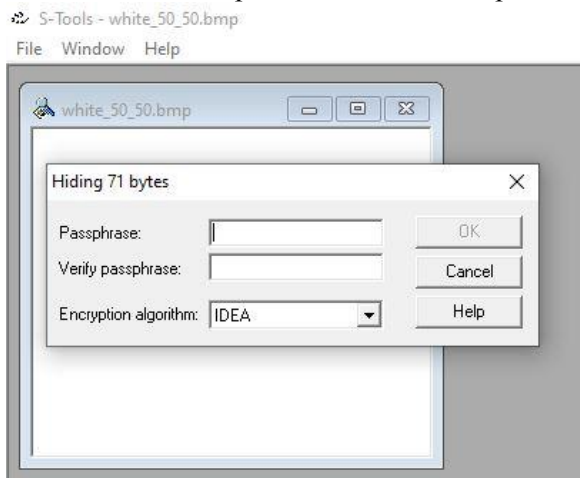 S-Tools - white_50_50.bmp
File Window Help
white_50_50.bmp
Hiding 71 bytes
Passphrase:
OK
Verify passphrase:
Cancel
Encryption algorithm: IDEA
Help